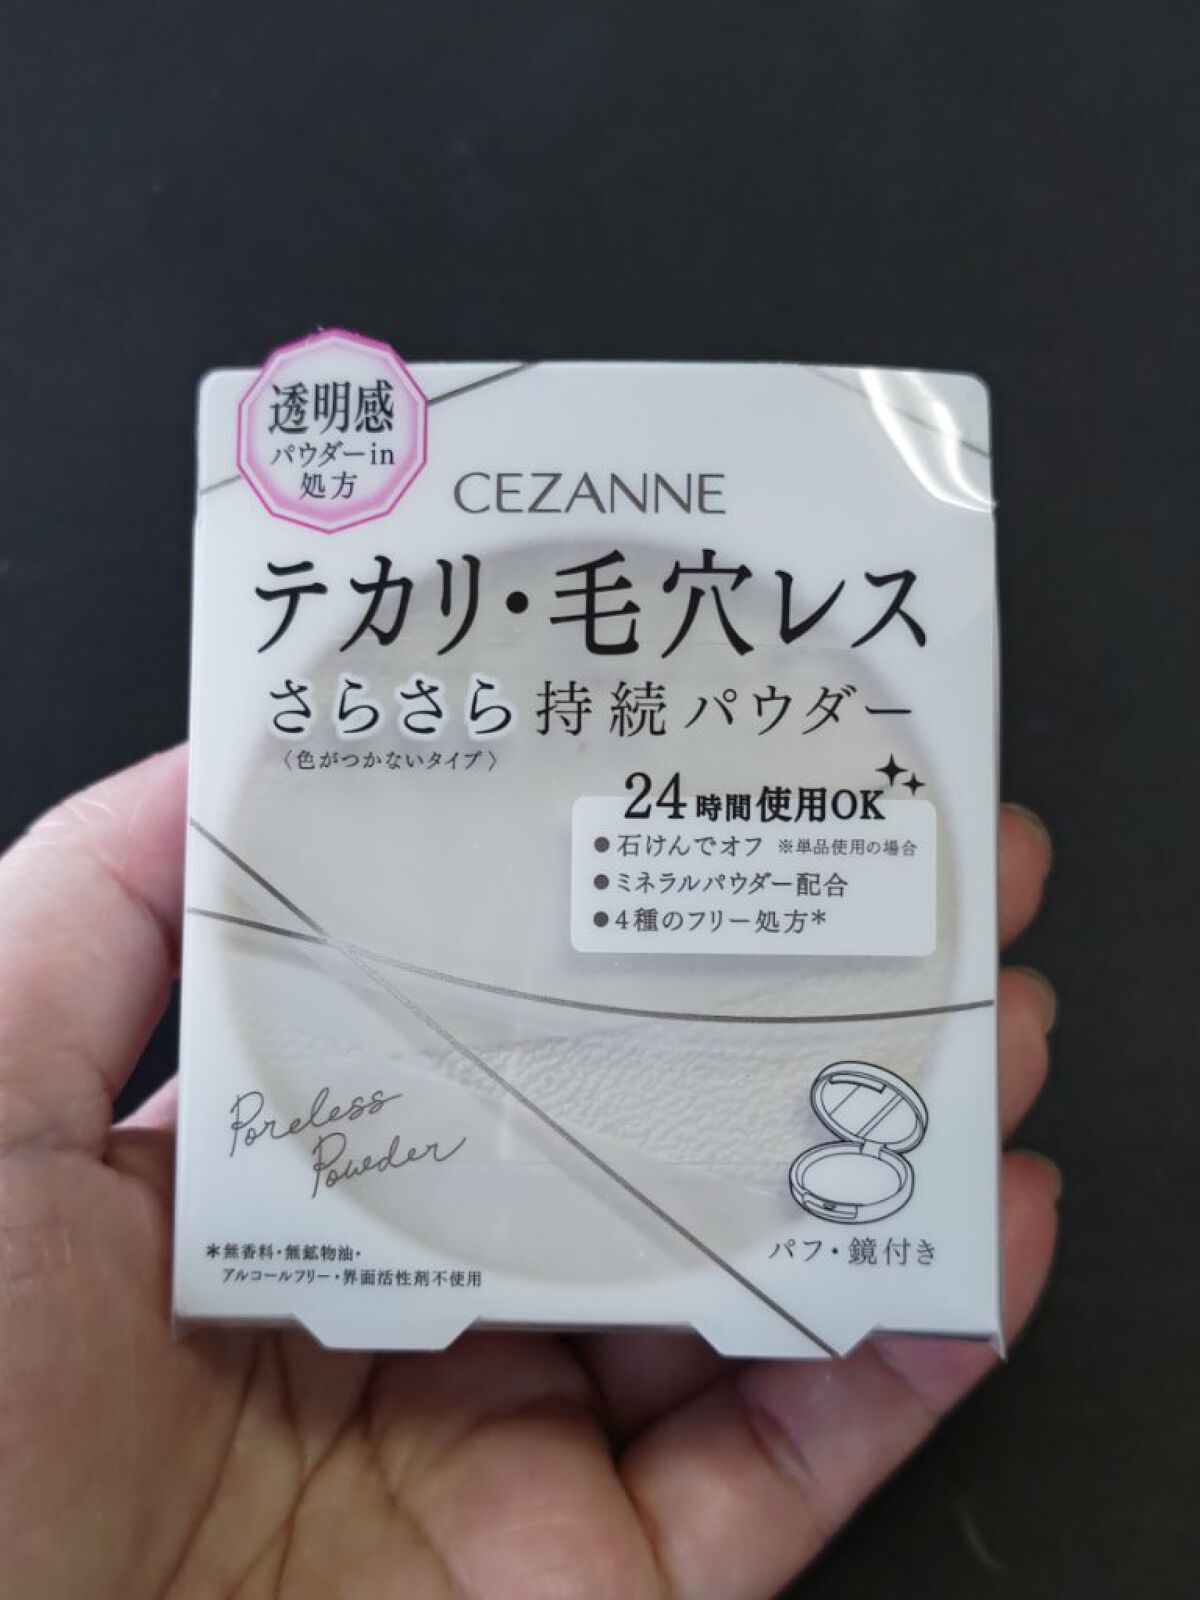 透明感
パウダーin
処方
CEZANNE
テカリ・毛穴レス
さらさら持続パウダー
〈色がつかないタイプ〉
24時間使用OK
●石けんでオフ ※単品使用の場合
●ミネラルパウダー配合
●4種のフリー処方*
Poreless
Powder
パフ・鏡付き
*無香料・無鉱物油・
アルコールフリー・界面活性剤不使用